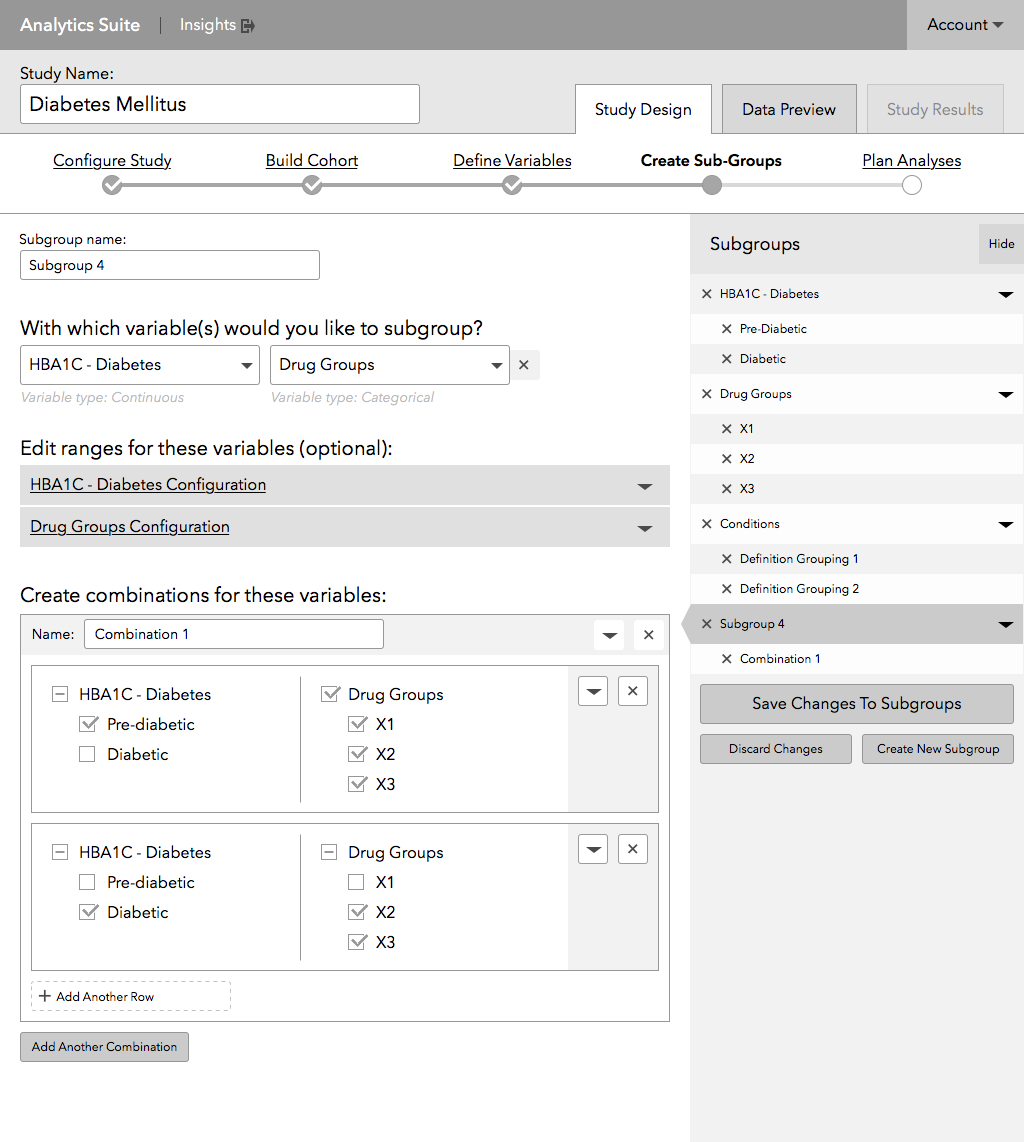 Analytics Suite | Insights
Account
Study Name:
Diabetes Mellitus
Study Design
Data Preview
Study Results
Configure Study
Build Cohort
Define Variables
Create Sub-Groups
Plan Analyses
Subgroup name:
Subgroup 4
With which variable(s) would you like to subgroup?
HBA1C - Diabetes
Drug Groups
Variable type: Continuous
Variable type: Categorical
Edit ranges for these variables (optional):
HBA1C - Diabetes Configuration
Drug Groups Configuration
Create combinations for these variables:
Name:
Combination 1
HBA1C - Diabetes
Pre-diabetic
Diabetic
Drug Groups
X1
X2
X3
HBA1C - Diabetes
Pre-diabetic
Diabetic
Drug Groups
X1
X2
X3
Add Another Row
Add Another Combination
Subgroups
Hide
HBA1C - Diabetes
Pre-Diabetic
Diabetic
Drug Groups
X1
X2
X3
Conditions
Definition Grouping 1
Definition Grouping 2
Subgroup 4
Combination 1
Save Changes To Subgroups
Discard Changes
Create New Subgroup